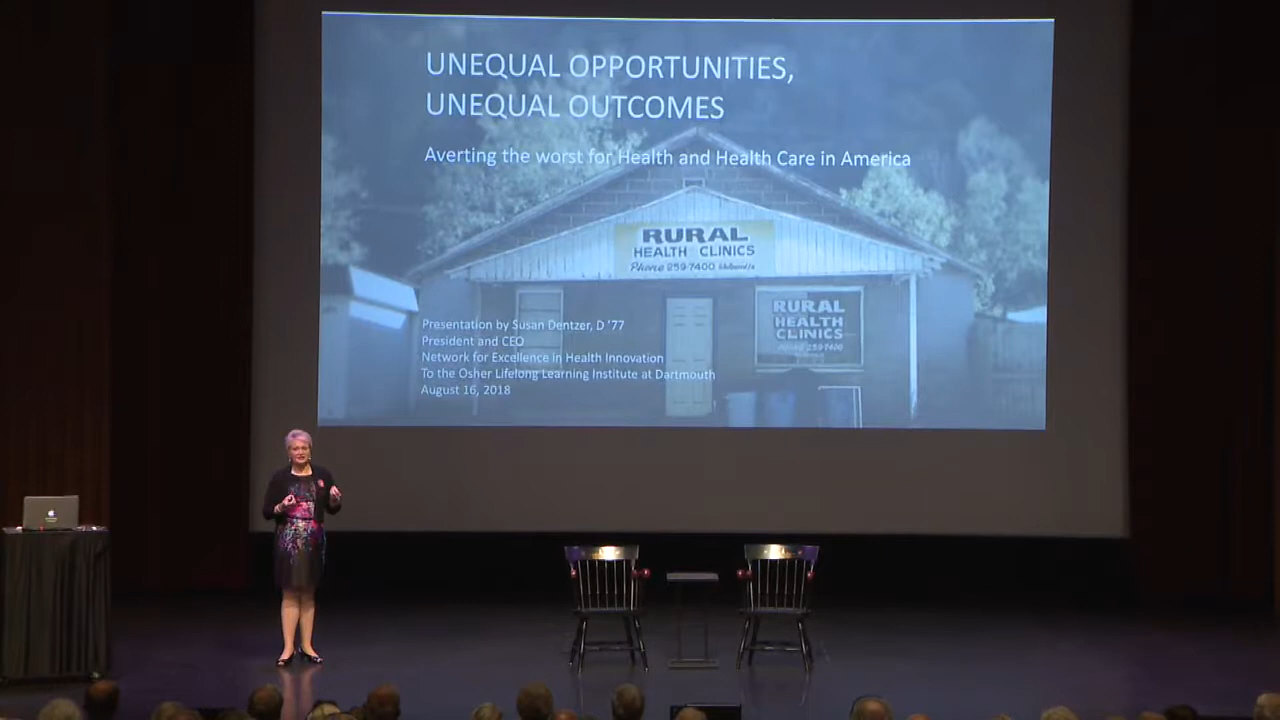 UNEQUAL OPPORTUNITIES,
UNEQUAL OUTCOMES
Averting the worst for Health and Health Care in America
RURAL
HEALTH CLINICS
Phone 259-7400
RURAL
HEALTH
CLINICS
Presentation by Susan Dentzer, D '77
President and CEO
Network for Excellence in Health Innovation
To the Osher Lifelong Learning Institute at Dartmouth
August 16, 2018